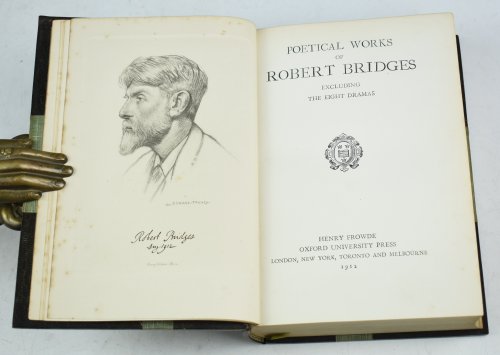 Robert Bridges
POETICAL WORKS
OF
ROBERT BRIDGES
EXCLUDING
THE EIGHT DRAMAS
HENRY FROWDE
OXFORD UNIVERSITY PRESS
LONDON, NEW YORK, TORONTO AND MELBOURNE
1912